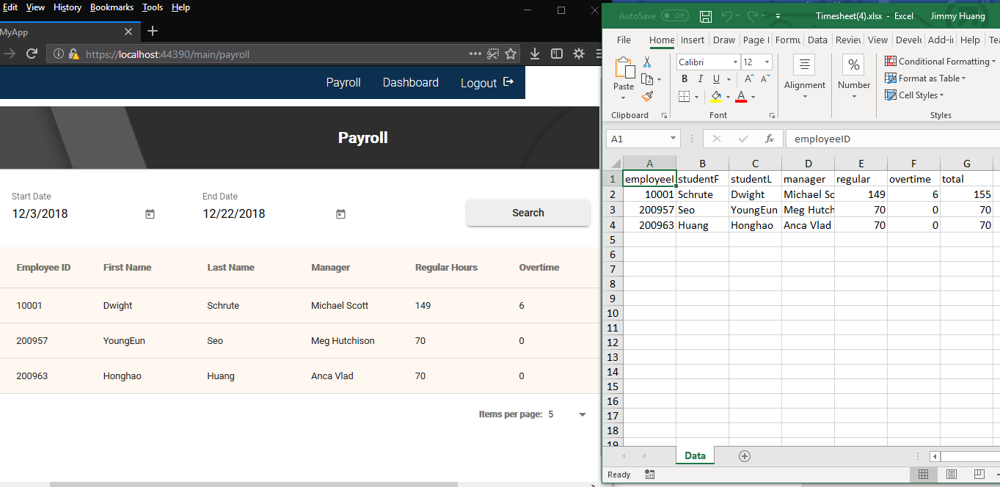 Edit View History Bookmarks Tools Help
MyApp
https://localhost:44390/main/payroll
Payroll Dashboard Logout
Payroll
Start Date End Date
12/3/2018 12/22/2018 Search
Employee ID First Name Last Name Manager Regular Hours Overtime
10001 Dwight Schrute Michael Scott 149 6
200957 YoungEun Seo Meg Hutchison 70 0
200963 Honghao Huang Anca Vlad 70 0
Items per page: 5
AutoSave Off Timesheet(4).xlsx - Excel Jimmy Huang
File Home Insert Draw Page l Formu Data Review View Develo Add-i Help Tea
Calibri 12 Conditional Formatting
Paste B I U A A Alignment Number Format as Table
A Cell Styles
Clipboard Font Styles
A1 fx employeeID
A B C D E F G
1 employeeI studentF studentL manager regular overtime total
2 10001 Schrute Dwight Michael Sc 149 6 155
3 200957 Seo YoungEun Meg Hutch 70 0 70
4 200963 Huang Honghao Anca Vlad 70 0 70
5
6
7
8
9
10
11
12
13
14
15
16
17
18
19
Data
Ready